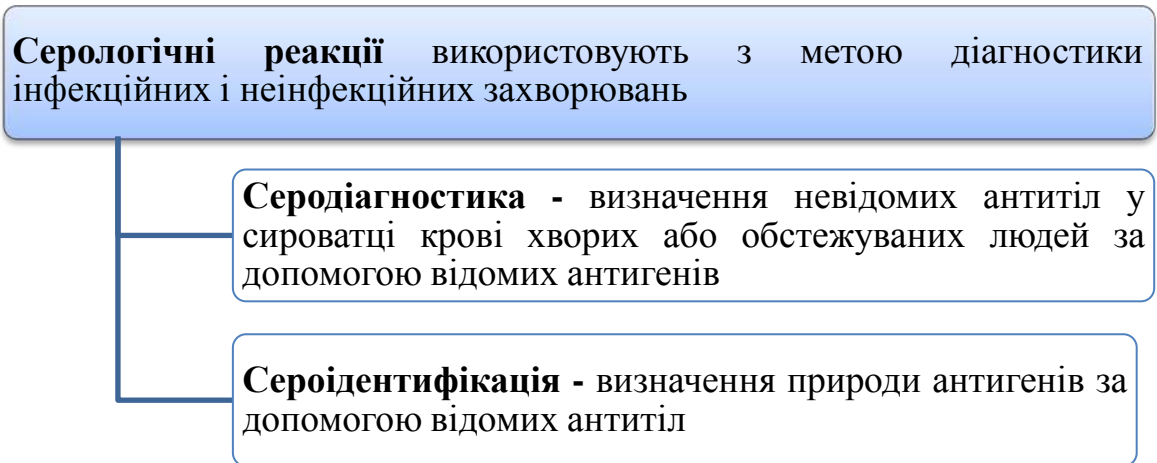 Серологічні реакції використовують з метою діагностики
інфекційних і неінфекційних захворювань
Серодіагностика - визначення невідомих антитіл у
сироватці крові хворих або обстежуваних людей за
допомогою відомих антигенів
Сероідентифікація - визначення природи антигенів за
допомогою відомих антитіл